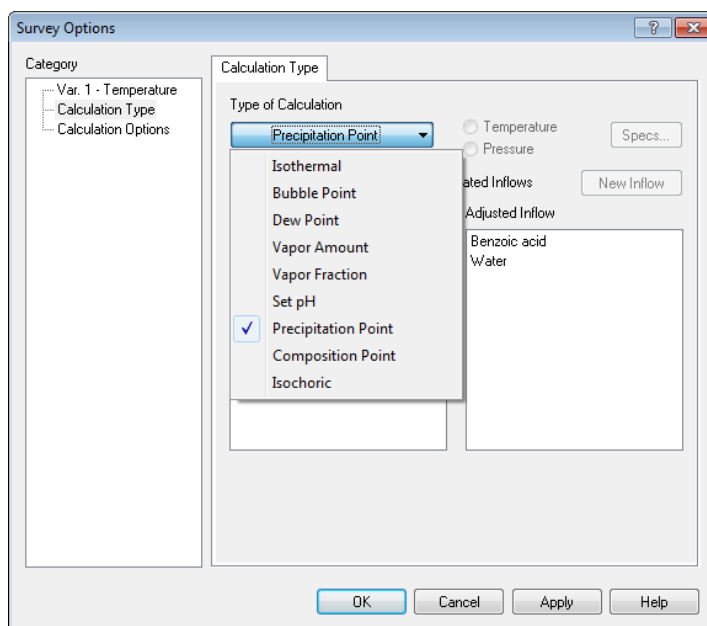 Survey Options
Category
Var. 1 - Temperature
Calculation Type
Calculation Options
Calculation Type
Type of Calculation
Precipitation Point
Temperature
Pressure
Specs...
Isothermal
Bubble Point
Dew Point
Vapor Amount
Vapor Fraction
Set pH
Precipitation Point
Composition Point
Isochoric
ated Inflows
New Inflow
Adjusted Inflow
Benzoic acid
Water
OK
Cancel
Apply
Help